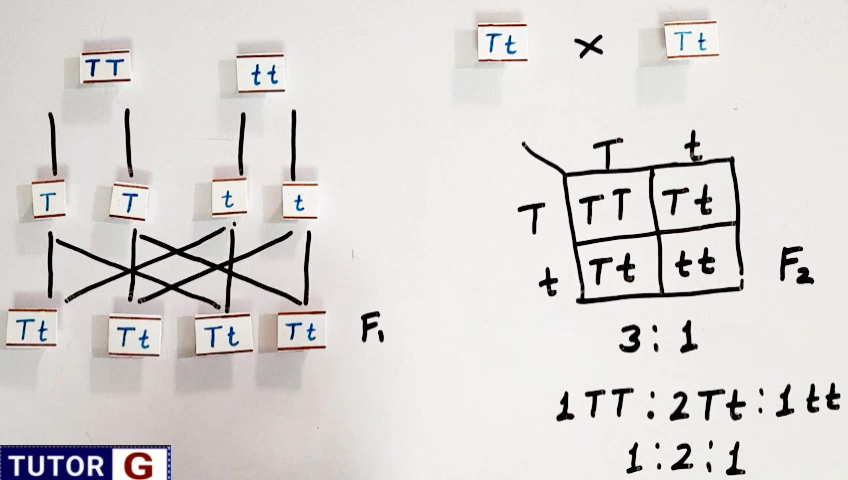 TT tt
T T t t
Tt Tt Tt Tt F₁
Tt × Tt
T t
T TT Tt
t Tt tt F₂
3 : 1
1TT : 2Tt : 1tt
1 : 2 : 1
TUTOR G